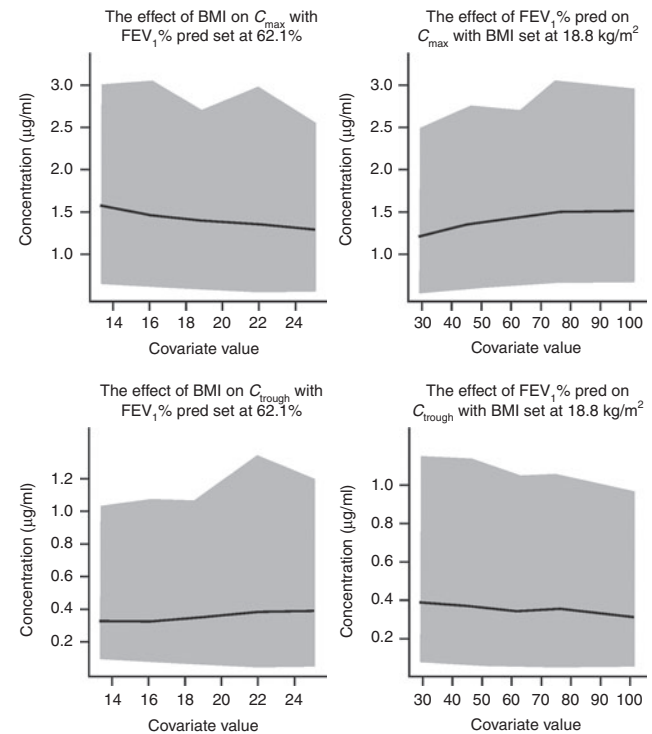 The effect of BMI on Cmax with
FEV1% pred set at 62.1%
Concentration (µg/ml)
3.0
2.5
2.0
1.5
1.0
14 16 18 20 22 24
Covariate value
The effect of FEV1% pred on
Cmax with BMI set at 18.8 kg/m2
Concentration (µg/ml)
3.0
2.5
2.0
1.5
1.0
30 40 50 60 70 80 90 100
Covariate value
The effect of BMI on Ctrough with
FEV1% pred set at 62.1%
Concentration (µg/ml)
1.2
1.0
0.8
0.6
0.4
0.2
14 16 18 20 22 24
Covariate value
The effect of FEV1% pred on
Ctrough with BMI set at 18.8 kg/m2
Concentration (µg/ml)
1.0
0.8
0.6
0.4
0.2
30 40 50 60 70 80 90 100
Covariate value